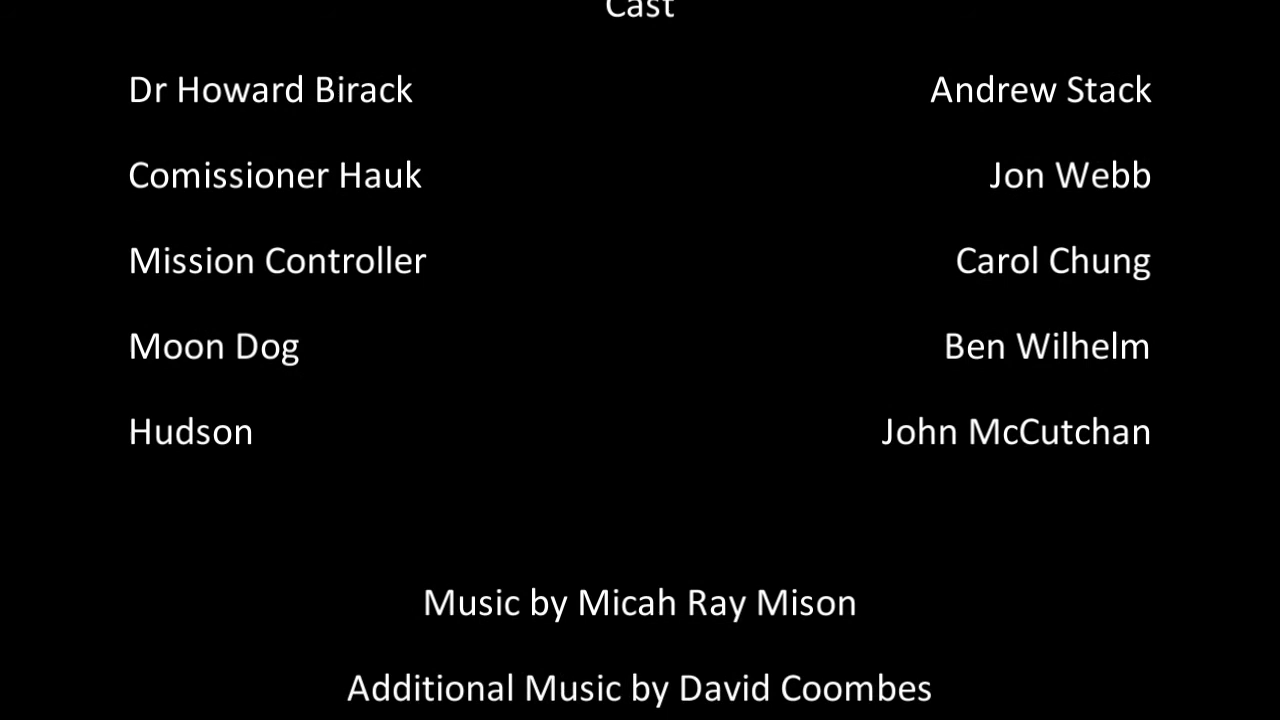 Cast
Dr Howard Birack Andrew Stack
Comissioner Hauk Jon Webb
Mission Controller Carol Chung
Moon Dog Ben Wilhelm
Hudson John McCutchan
Music by Micah Ray Mison
Additional Music by David Coombes